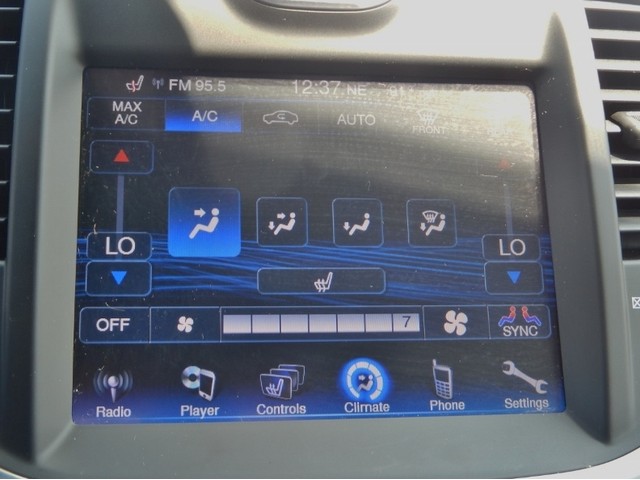 FM 95.5 12:37 NE 91
MAX A/C A/C AUTO FRONT
LO LO
OFF 7 SYNC
Radio Player Controls Climate Phone Settings